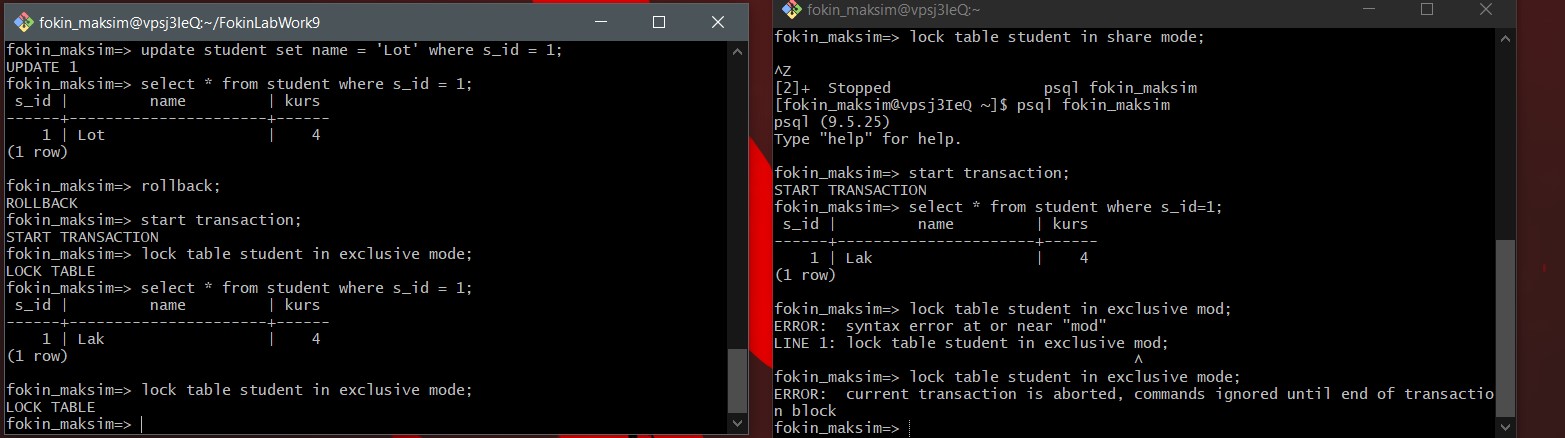 fokin_maksim@vpsj3IeQ:~/FokinLabWork9
fokin_maksim=> update student set name = 'Lot' where s_id = 1;
UPDATE 1
fokin_maksim=> select * from student where s_id = 1;
 s_id |         name         | kurs
------+----------------------+------
    1 | Lot                  |    4
(1 row)
fokin_maksim=> rollback;
ROLLBACK
fokin_maksim=> start transaction;
START TRANSACTION
fokin_maksim=> lock table student in exclusive mode;
LOCK TABLE
fokin_maksim=> select * from student where s_id = 1;
 s_id |         name         | kurs
------+----------------------+------
    1 | Lak                  |    4
(1 row)
fokin_maksim=> lock table student in exclusive mode;
LOCK TABLE
fokin_maksim=>
fokin_maksim@vpsj3IeQ:~
fokin_maksim=> lock table student in share mode;
^Z
[2]+  Stopped                 psql fokin_maksim
[fokin_maksim@vpsj3IeQ ~]$ psql fokin_maksim
psql (9.5.25)
Type "help" for help.
fokin_maksim=> start transaction;
START TRANSACTION
fokin_maksim=> select * from student where s_id=1;
 s_id |         name         | kurs
------+----------------------+------
    1 | Lak                  |    4
(1 row)
fokin_maksim=> lock table student in exclusive mod;
ERROR:  syntax error at or near "mod"
LINE 1: lock table student in exclusive mod;
                                        ^
fokin_maksim=> lock table student in exclusive mode;
ERROR:  current transaction is aborted, commands ignored until end of transactio
n block
fokin_maksim=>